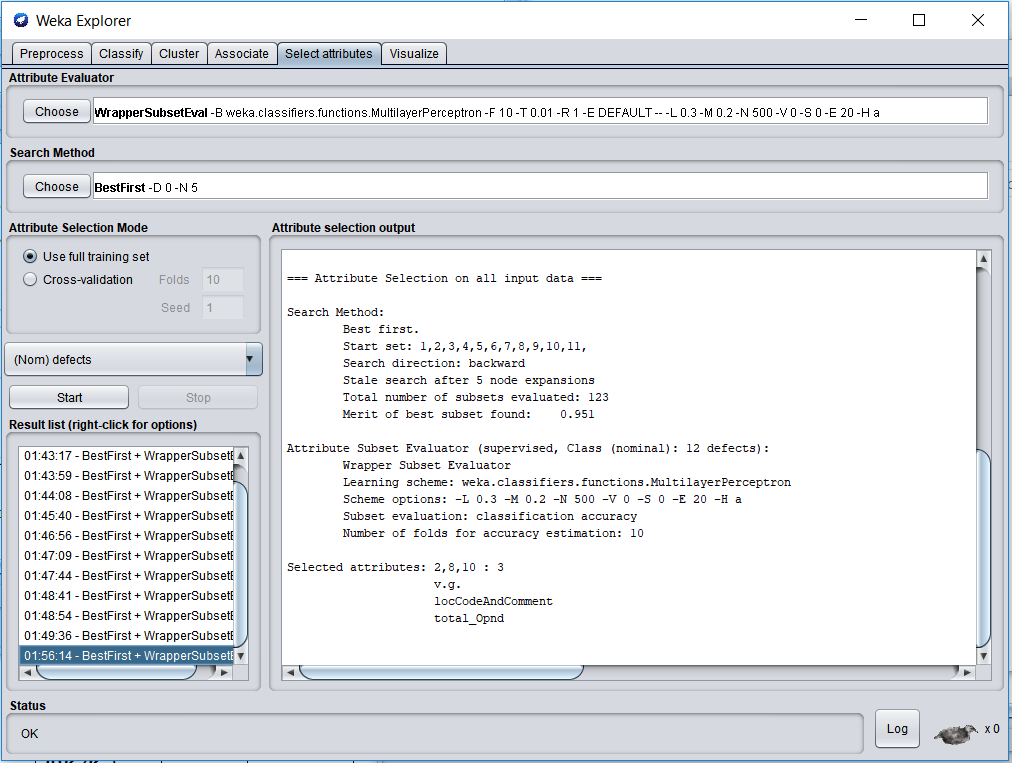 Weka Explorer
Preprocess Classify Cluster Associate Select attributes Visualize
Attribute Evaluator
Choose WrapperSubsetEval -B weka.classifiers.functions.MultilayerPerceptron -F 10 -T 0.01 -R 1 -E DEFAULT -- -L 0.3 -M 0.2 -N 500 -V 0 -S 0 -E 20 -H a
Search Method
Choose BestFirst -D 0 -N 5
Attribute Selection Mode
Use full training set
Cross-validation Folds 10
Seed 1
(Nom) defects
Start Stop
Result list (right-click for options)
01:43:17 - BestFirst + WrapperSubsetE
01:43:59 - BestFirst + WrapperSubsetE
01:44:08 - BestFirst + WrapperSubsetE
01:45:40 - BestFirst + WrapperSubsetE
01:46:56 - BestFirst + WrapperSubsetE
01:47:09 - BestFirst + WrapperSubsetE
01:47:44 - BestFirst + WrapperSubsetE
01:48:41 - BestFirst + WrapperSubsetE
01:48:54 - BestFirst + WrapperSubsetE
01:49:36 - BestFirst + WrapperSubsetE
01:56:14 - BestFirst + WrapperSubsetE
Attribute selection output
=== Attribute Selection on all input data ===
Search Method:
Best first.
Start set: 1,2,3,4,5,6,7,8,9,10,11,
Search direction: backward
Stale search after 5 node expansions
Total number of subsets evaluated: 123
Merit of best subset found: 0.951
Attribute Subset Evaluator (supervised, Class (nominal): 12 defects):
Wrapper Subset Evaluator
Learning scheme: weka.classifiers.functions.MultilayerPerceptron
Scheme options: -L 0.3 -M 0.2 -N 500 -V 0 -S 0 -E 20 -H a
Subset evaluation: classification accuracy
Number of folds for accuracy estimation: 10
Selected attributes: 2,8,10 : 3
v.g.
locCodeAndComment
total_Opnd
Status
OK
Log x 0